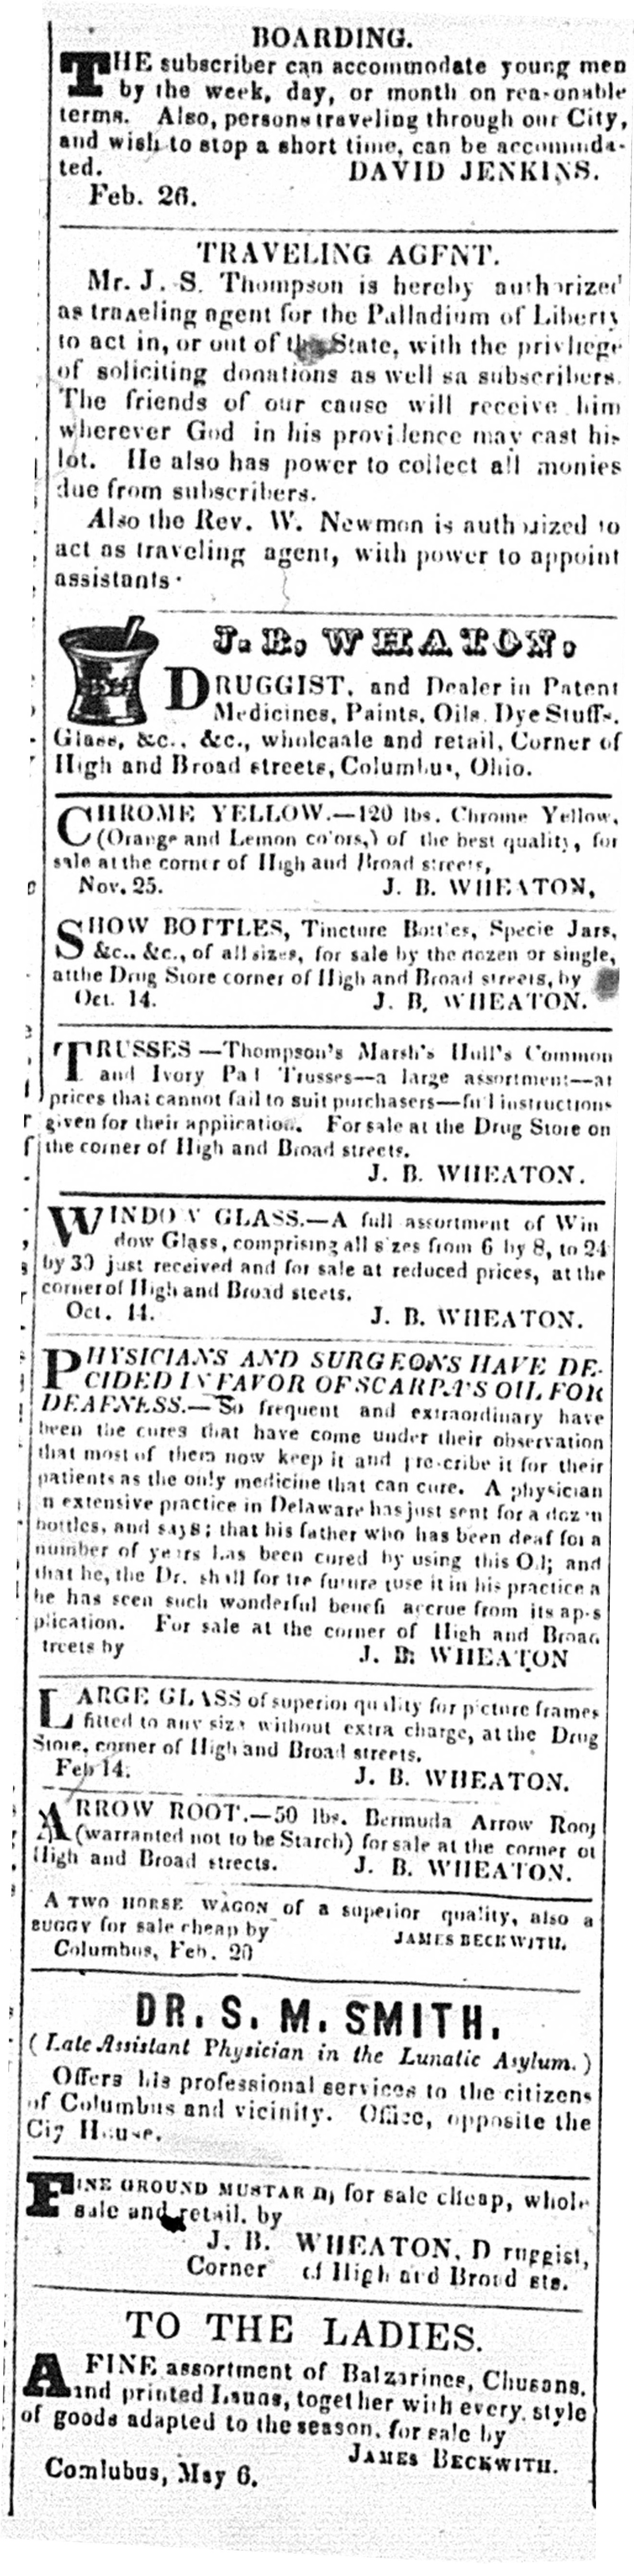 BOARDING.
THE subscriber can accommodate young men
by the week, day, or month on reasonable
terms. Also, persons traveling through our City,
and wish to stop a short time, can be accommda-
ted. DAVID JENKINS.
Feb. 26.
TRAVELING AGENT.
Mr. J. S. Thompson is hereby authorized
as traveling agent for the Palladium of Liberty
to act in, or out of the State, with the privliege
of soliciting donations as well sa subscribers.
The friends of our cause will receive him
wherever God in his providence may cast his
lot. He also has power to collect all monies
due from subscribers.
Also the Rev. W. Newman is authorized to
act as traveling agent, with power to appoint
assistants.
J. B. WHEATON.
DRUGGIST, and Dealer in Patent
Medicines, Paints, Oils, Dye Stuffs,
Glass, &c., &c., wholesale and retail, Corner of
High and Broad streets, Columbus, Ohio.
CHROME YELLOW.—120 lbs. Chrome Yellow,
(Orange and Lemon colors,) of the best quality, for
sale at the corner of High and Broad streets,
Nov. 25. J. B. WHEATON,
SHOW BOTTLES, Tincture Bottles, Specie Jars,
&c., &c., of all sizes, for sale by the dozen or single,
atthe Drug Store corner of High and Broad streets, by
Oct. 14. J. B, WHEATON.
TRUSSES—Thompson's Marsh's Hull's Common
and Ivory Pad Trusses—a large assortment—at
prices that cannot fail to suit purchasers—full instructions
given for their application. For sale at the Drug Store on
the corner of High and Broad streets.
J. B. WHEATON.
WINDOW GLASS.—A full assortment of Win
dow Glass, comprising all sizes from 6 by 8, to 24
by 30 just received and for sale at reduced prices, at the
corner of High and Broad steets.
Oct. 14. J. B. WHEATON.
PHYSICIANS AND SURGEONS HAVE DE-
CIDED IN FAVOR OF SCARPA'S OIL FOR
DEAFNESS.—So frequent and extraordinary have
been the cures that have come under their observation
that most of them now keep it and prescribe it for their
patients as the only medicine that can cure. A physician
n extensive practice in Delaware has just sent for a dozen
bottles, and says; that his father who has been deaf for a
number of years has been cured by using this Oil; and
that he, the Dr. shall for the future use it in his practice a
he has seen such wonderful benefi accrue from its ap-s
plication. For sale at the corner of High and Broad
treets by J. B. WHEATON
LARGE GLASS of superior quality for picture frames
fitted to any size without extra charge, at the Drug
Store, corner of High and Broad streets.
Feb 14. J. B. WHEATON.
ARROW ROOT.—50 lbs. Bermuda Arrow Root
(warranted not to be Starch) for sale at the corner of
High and Broad streets. J. B. WHEATON.
A TWO HORSE WAGON of a superior quality, also a
BUGGY for sale cheap by JAMES BECKWITH.
Columbus, Feb. 20
DR. S. M. SMITH.
(Late Assistant Physician in the Lunatic Asylum.)
Offers his professional services to the citizens
of Columbus and vicinity. Office, opposite the
City House.
FINE GROUND MUSTARD, for sale cheap, whole
sale and retail. by
J. B. WHEATON, Druggist,
Corner of High and Broad sts.
TO THE LADIES.
A FINE assortment of Balzarines, Chusans,
and printed Launs, together with every style
of goods adapted to the season, for sale by
JAMES BECKWITH.
Comlubus, May 6.